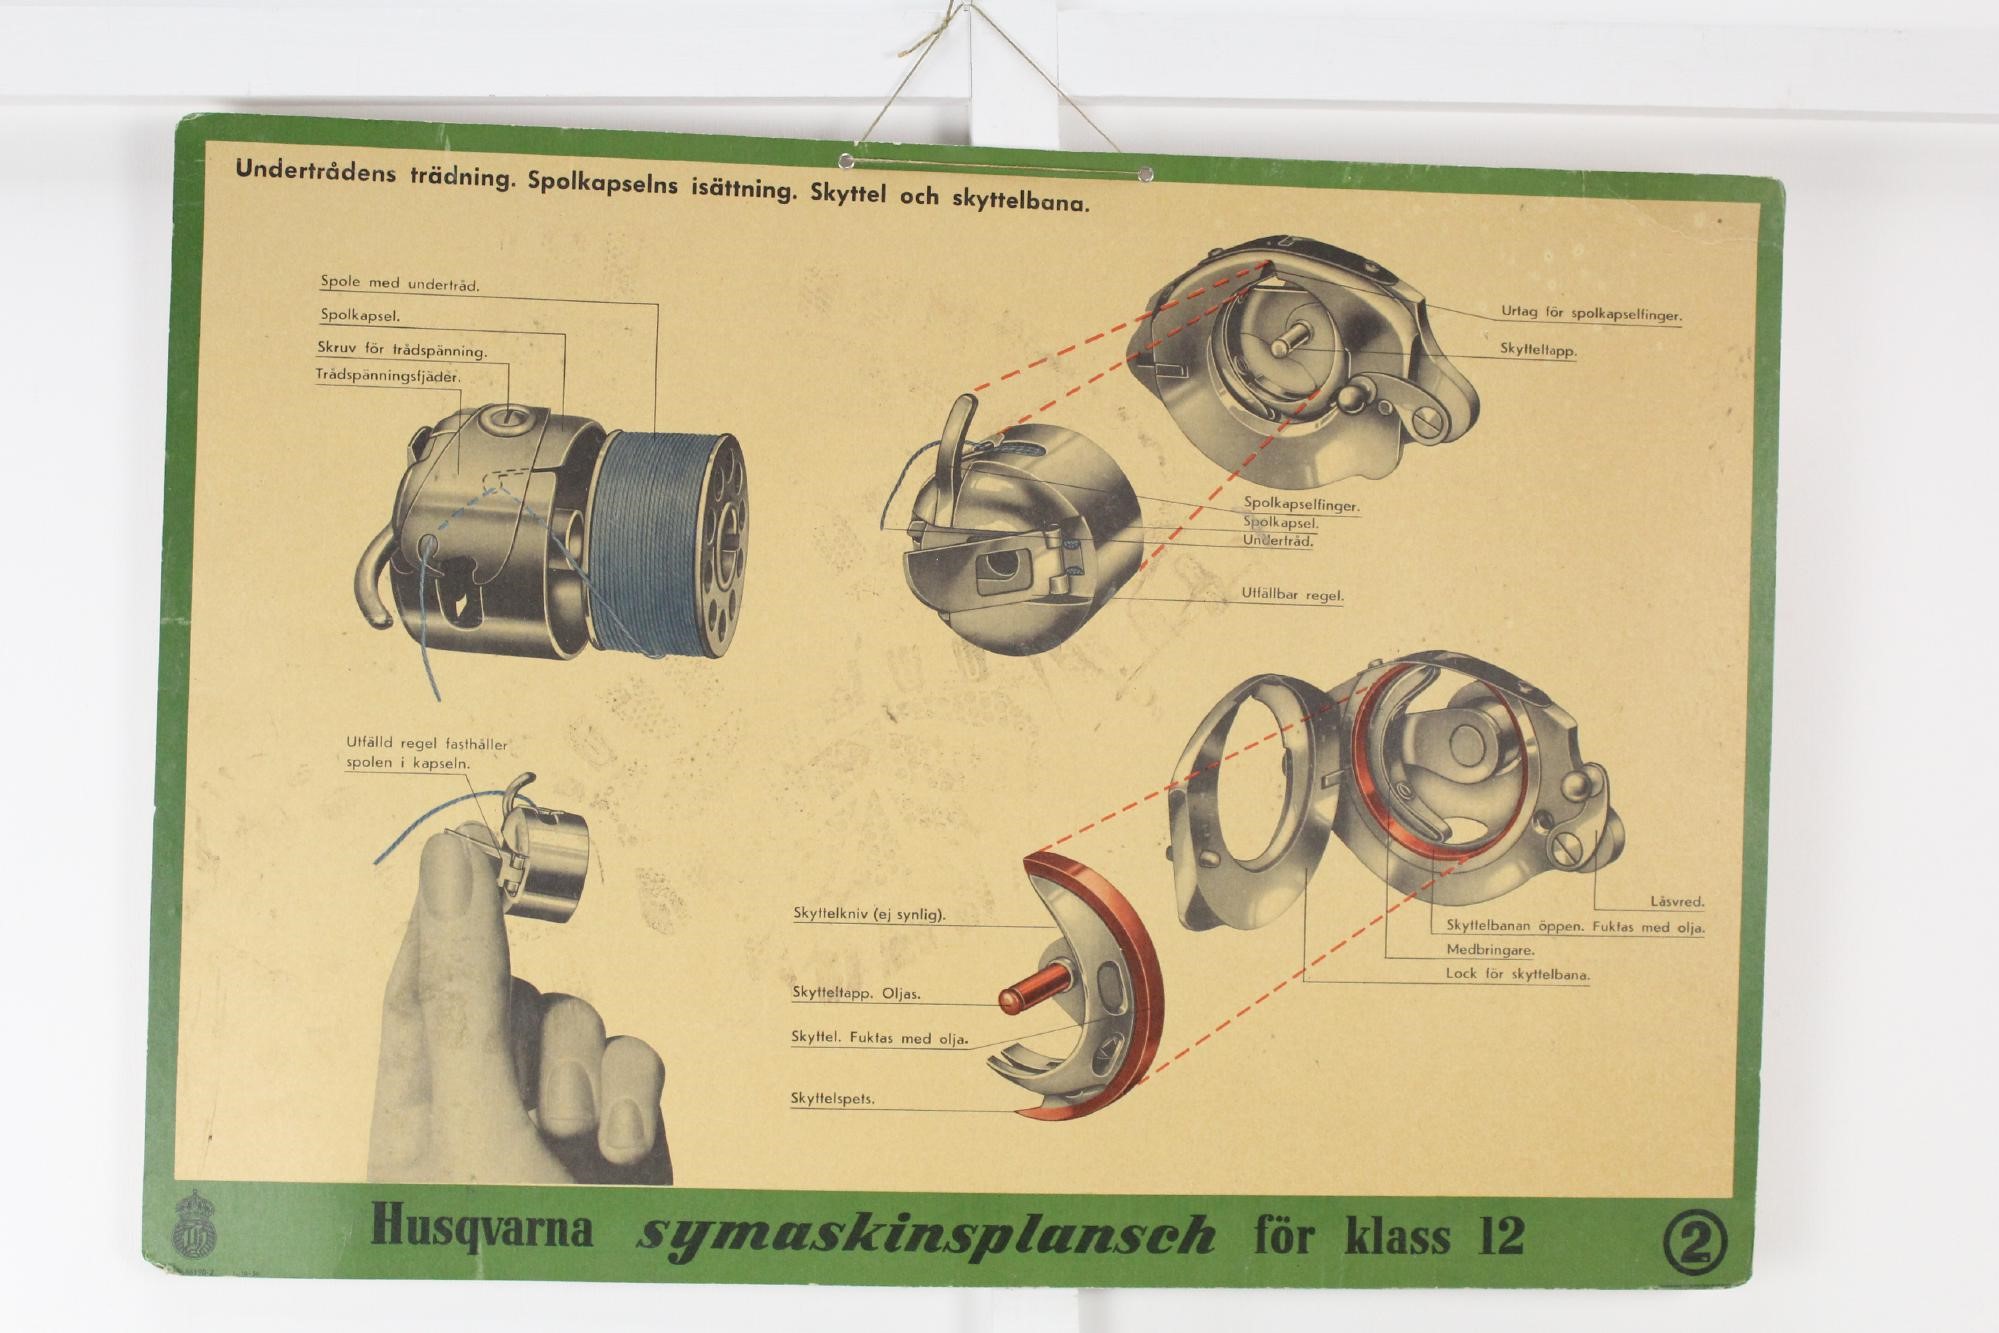 Undertrådens trädning. Spolkapselns isättning. Skyttel och skyttelbana.
Spole med undertråd.
Spolkapsel.
Skruv för trådspänning.
Trådspänningsfjäder.
Urtag för spolkapselfinger.
Skytteltapp.
Spolkapselfinger.
Spolkapsel.
Undertråd.
Utfällbar regel.
Utfälld regel fasthåller
spolen i kapseln.
Skyttelkniv (ej synlig).
Skytteltapp. Oljas.
Skyttel. Fuktas med olja.
Skyttelspets.
Låsvred.
Skyttelbanan öppen. Fuktas med olja.
Medbringare.
Lock för skyttelbana.
Husqvarna symaskinsplansch för klass 12
2